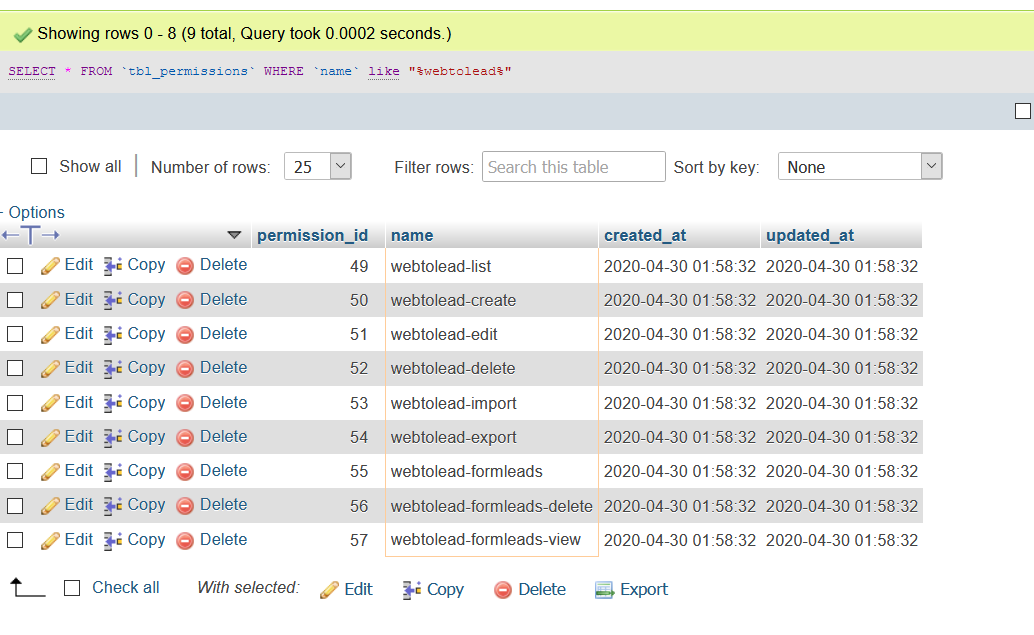 Showing rows 0 - 8 (9 total, Query took 0.0002 seconds.)
SELECT * FROM `tbl_permissions` WHERE `name` like "%webtolead%"
Show all | Number of rows: 25 Filter rows: Search this table Sort by key: None
+ Options
←T→ permission_id name created_at updated_at
Edit Copy Delete 49 webtolead-list 2020-04-30 01:58:32 2020-04-30 01:58:32
Edit Copy Delete 50 webtolead-create 2020-04-30 01:58:32 2020-04-30 01:58:32
Edit Copy Delete 51 webtolead-edit 2020-04-30 01:58:32 2020-04-30 01:58:32
Edit Copy Delete 52 webtolead-delete 2020-04-30 01:58:32 2020-04-30 01:58:32
Edit Copy Delete 53 webtolead-import 2020-04-30 01:58:32 2020-04-30 01:58:32
Edit Copy Delete 54 webtolead-export 2020-04-30 01:58:32 2020-04-30 01:58:32
Edit Copy Delete 55 webtolead-formleads 2020-04-30 01:58:32 2020-04-30 01:58:32
Edit Copy Delete 56 webtolead-formleads-delete 2020-04-30 01:58:32 2020-04-30 01:58:32
Edit Copy Delete 57 webtolead-formleads-view 2020-04-30 01:58:32 2020-04-30 01:58:32
Check all With selected: Edit Copy Delete Export